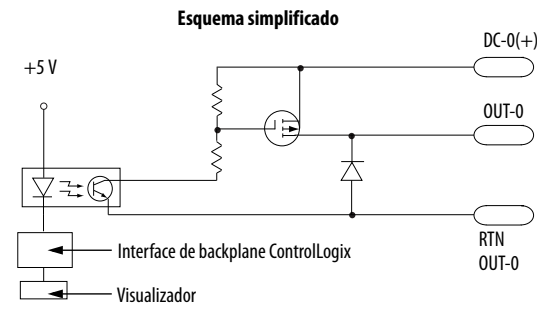 Esquema simplificado
DC-0(+)
+5 V
OUT-0
RTN
OUT-0
Interface de backplane ControlLogix
Visualizador